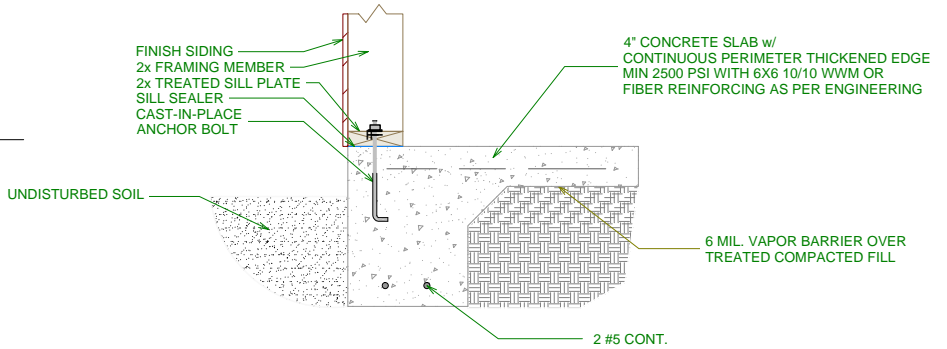 FINISH SIDING
2x FRAMING MEMBER
2x TREATED SILL PLATE
SILL SEALER
CAST-IN-PLACE
ANCHOR BOLT
UNDISTURBED SOIL
4" CONCRETE SLAB w/
CONTINUOUS PERIMETER THICKENED EDGE
MIN 2500 PSI WITH 6X6 10/10 WWM OR
FIBER REINFORCING AS PER ENGINEERING
6 MIL. VAPOR BARRIER OVER
TREATED COMPACTED FILL
2 #5 CONT.